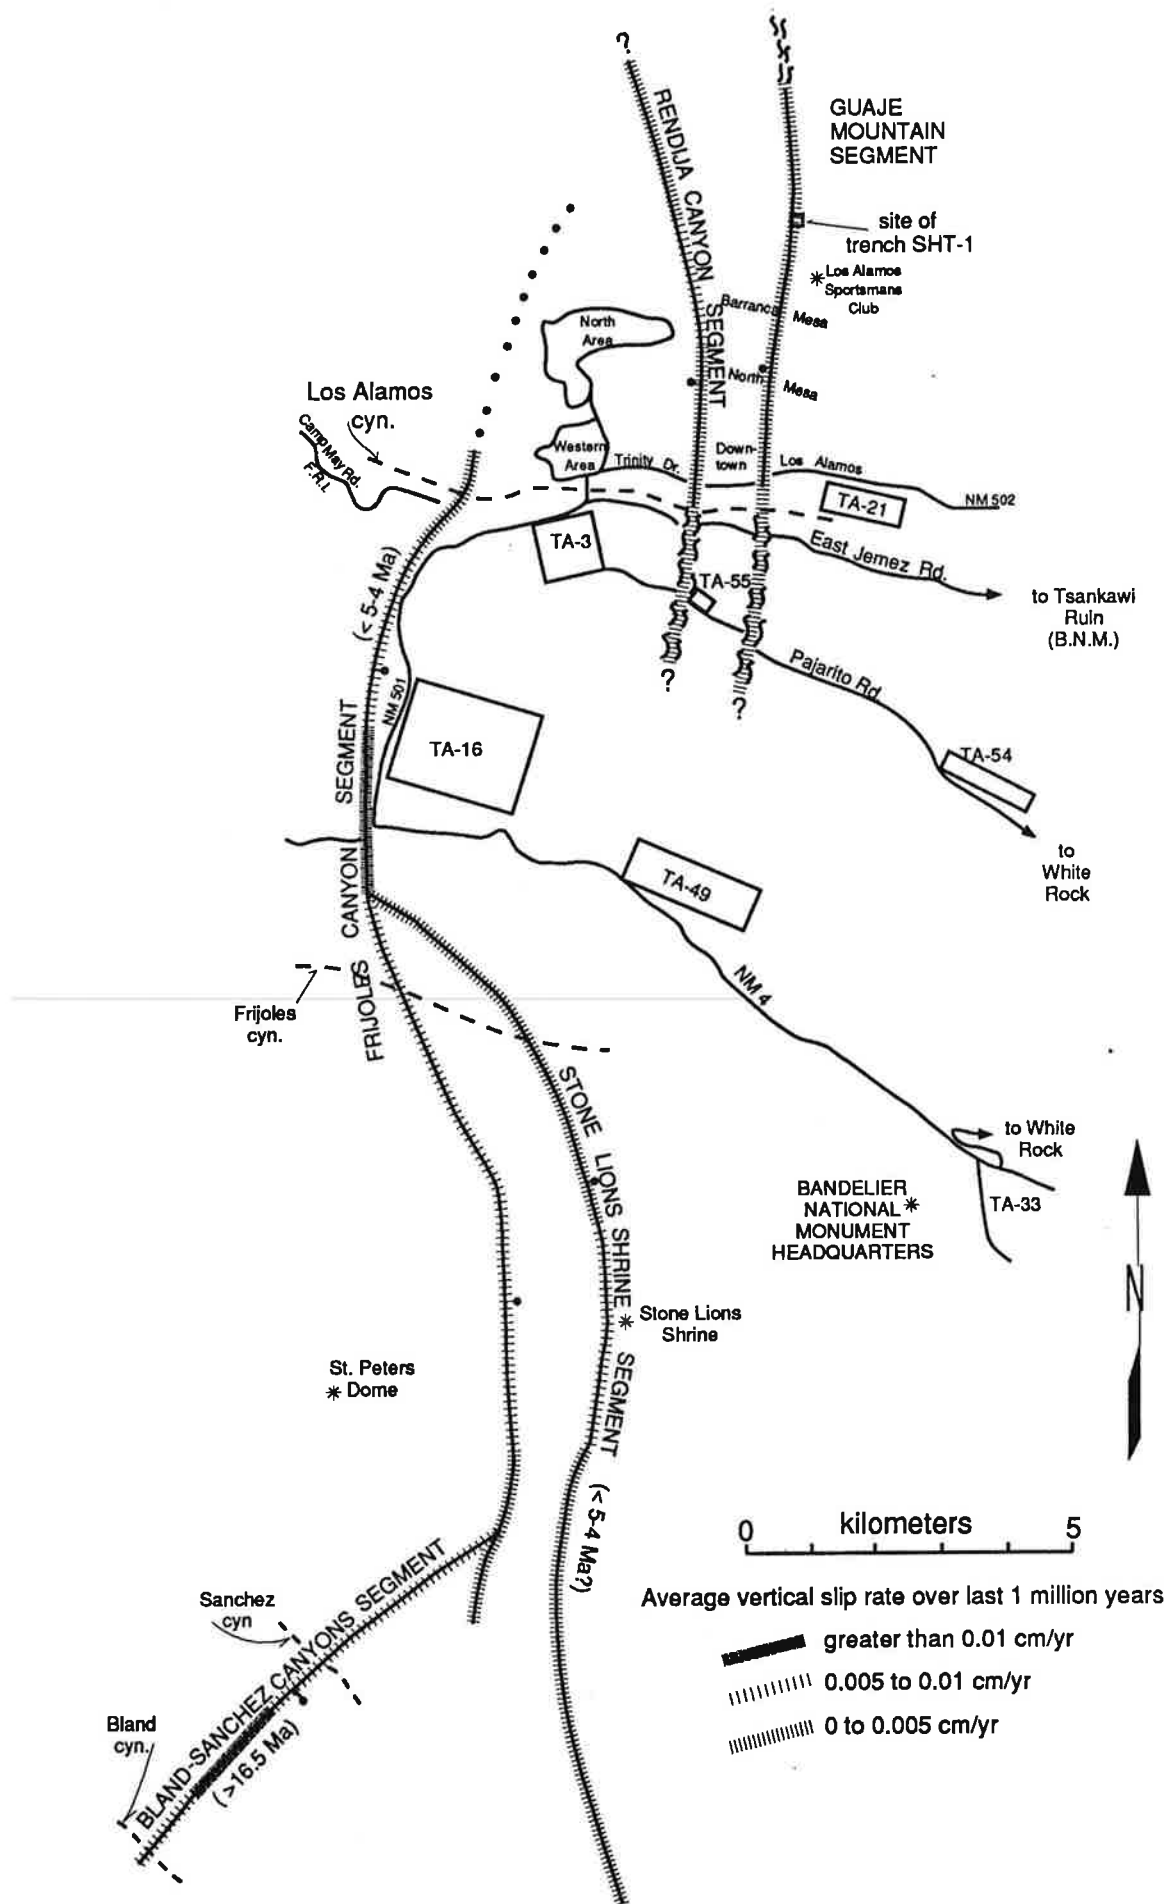 ?
RENDIJA CANYON SEGMENT
GUAJE
MOUNTAIN
SEGMENT
site of
trench SHT-1
Los Alamos
Sportsmans
Club
Barranca Mesa
North
Area
North Mesa
Los Alamos
cyn.
Camp May Rd.
F.R.I.
Western
Area
Trinity Dr.
Down-
town
Los Alamos
NM 502
TA-21
TA-3
East Jemez Rd.
TA-55
to Tsankawi
Ruin
(B.N.M.)
(< 5-4 Ma)
?
?
Pajarito Rd.
NM 501
TA-16
TA-54
to
White
Rock
TA-49
FRIJOLES CANYON SEGMENT
NM 4
Frijoles
cyn.
STONE LIONS SHRINE SEGMENT (< 5-4 Ma?)
to White
Rock
BANDELIER
NATIONAL
MONUMENT
HEADQUARTERS
TA-33
N
Stone Lions
Shrine
St. Peters
Dome
0 kilometers 5
BLAND-SANCHEZ CANYONS SEGMENT
(>16.5 Ma)
Sanchez
cyn
Bland
cyn.
Average vertical slip rate over last 1 million years
greater than 0.01 cm/yr
0.005 to 0.01 cm/yr
0 to 0.005 cm/yr